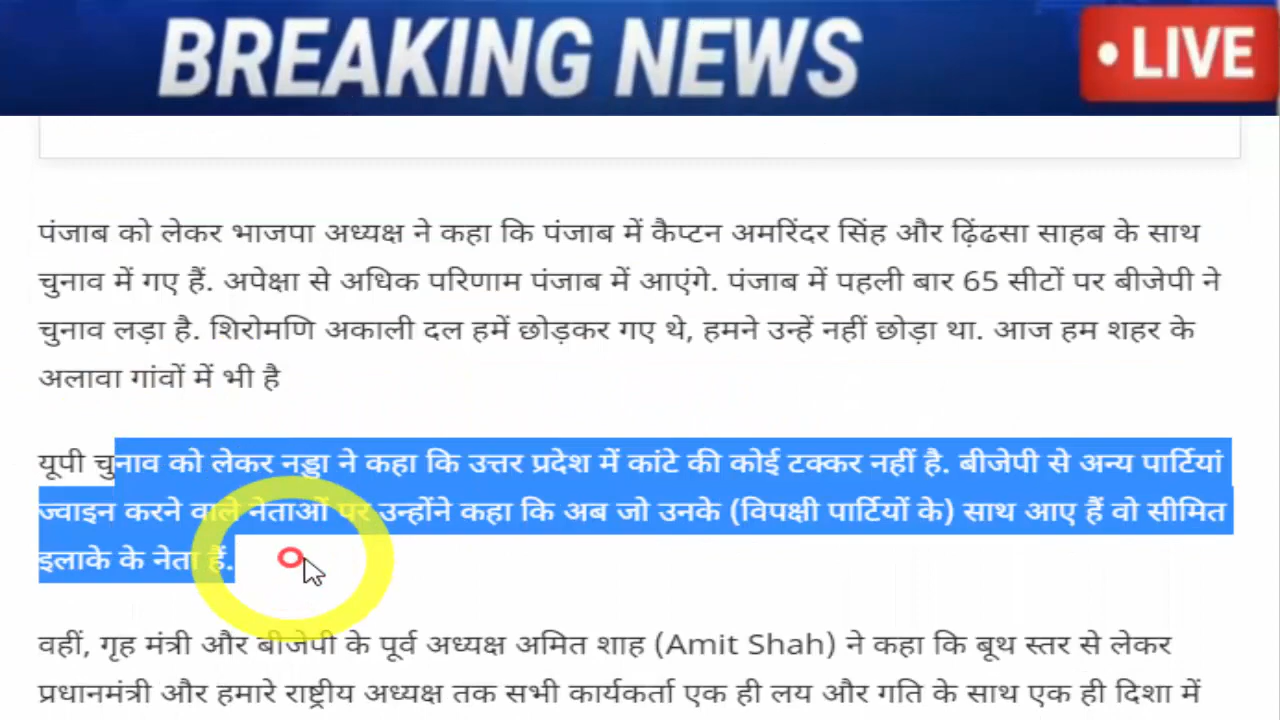 BREAKING NEWS
• LIVE
पंजाब को लेकर भाजपा अध्यक्ष ने कहा कि पंजाब में कैप्टन अमरिंदर सिंह और ढ़िंढसा साहब के साथ
चुनाव में गए हैं. अपेक्षा से अधिक परिणाम पंजाब में आएंगे. पंजाब में पहली बार 65 सीटों पर बीजेपी ने
चुनाव लड़ा है. शिरोमणि अकाली दल हमें छोड़कर गए थे, हमने उन्हें नहीं छोड़ा था. आज हम शहर के
अलावा गांवों में भी है
यूपी चुनाव को लेकर नड्डा ने कहा कि उत्तर प्रदेश में कांटे की कोई टक्कर नहीं है. बीजेपी से अन्य पार्टियां
ज्वाइन करने वाले नेताओं पर उन्होंने कहा कि अब जो उनके (विपक्षी पार्टियों के) साथ आए हैं वो सीमित
इलाके के नेता हैं.
वहीं, गृह मंत्री और बीजेपी के पूर्व अध्यक्ष अमित शाह (Amit Shah) ने कहा कि बूथ स्तर से लेकर
प्रधानमंत्री और हमारे राष्ट्रीय अध्यक्ष तक सभी कार्यकर्ता एक ही लय और गति के साथ एक ही दिशा में